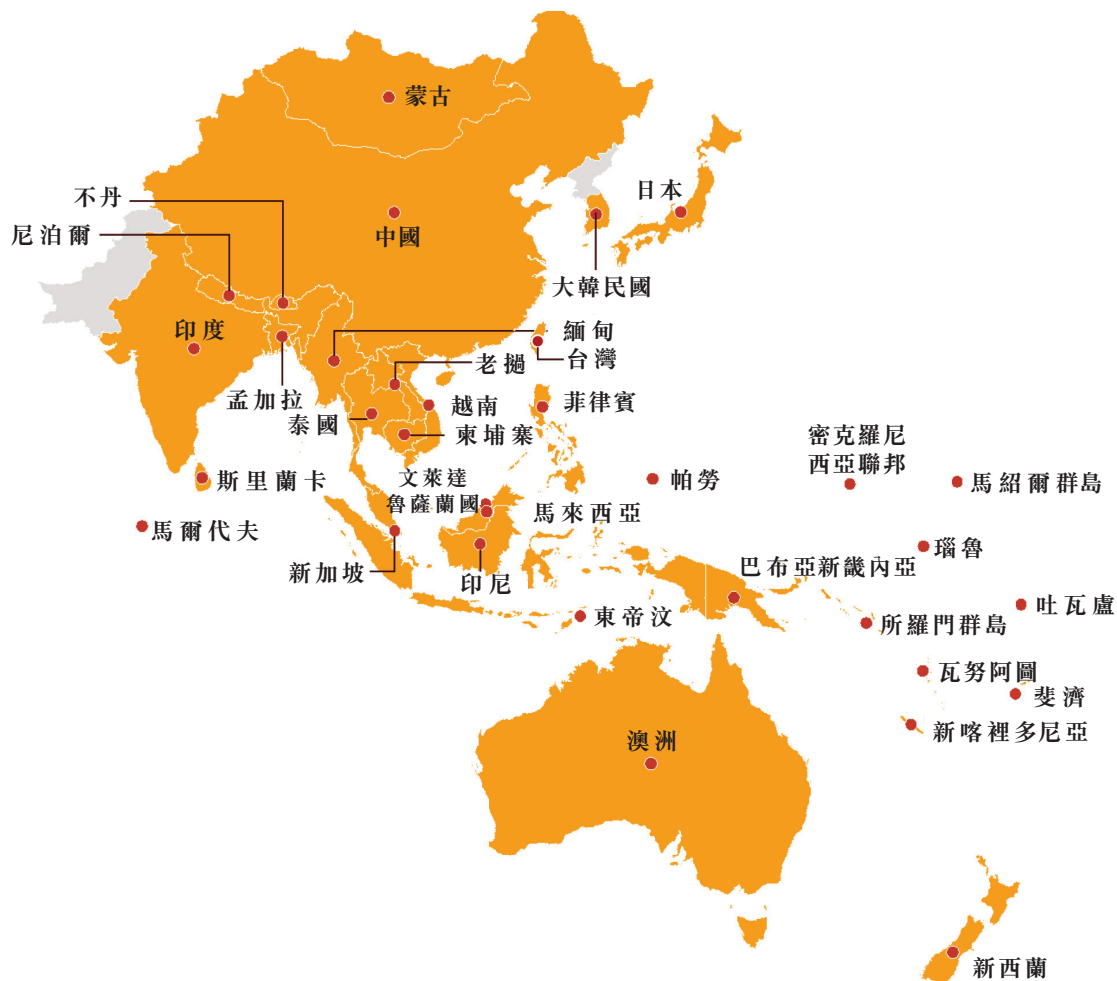 蒙古
不丹
日本
尼泊爾
中國
大韓民國
印度
緬甸
台灣
老撾
孟加拉
泰國
越南
菲律賓
柬埔寨
密克羅尼
西亞聯邦
斯里蘭卡
文萊達
魯薩蘭國
帕勞
馬紹爾群島
馬爾代夫
馬來西亞
瑙魯
新加坡
印尼
巴布亞新畿內亞
東帝汶
所羅門群島
吐瓦盧
瓦努阿圖
斐濟
新喀裡多尼亞
澳洲
新西蘭